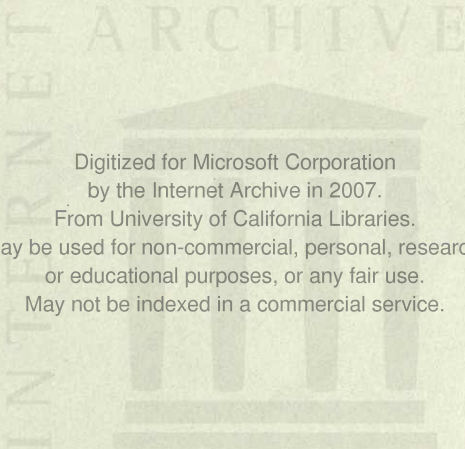 INTERNET ARCHIVE
Digitized for Microsoft Corporation
by the Internet Archive in 2007.
From University of California Libraries.
ay be used for non-commercial, personal, researc
or educational purposes, or any fair use.
May not be indexed in a commercial service.